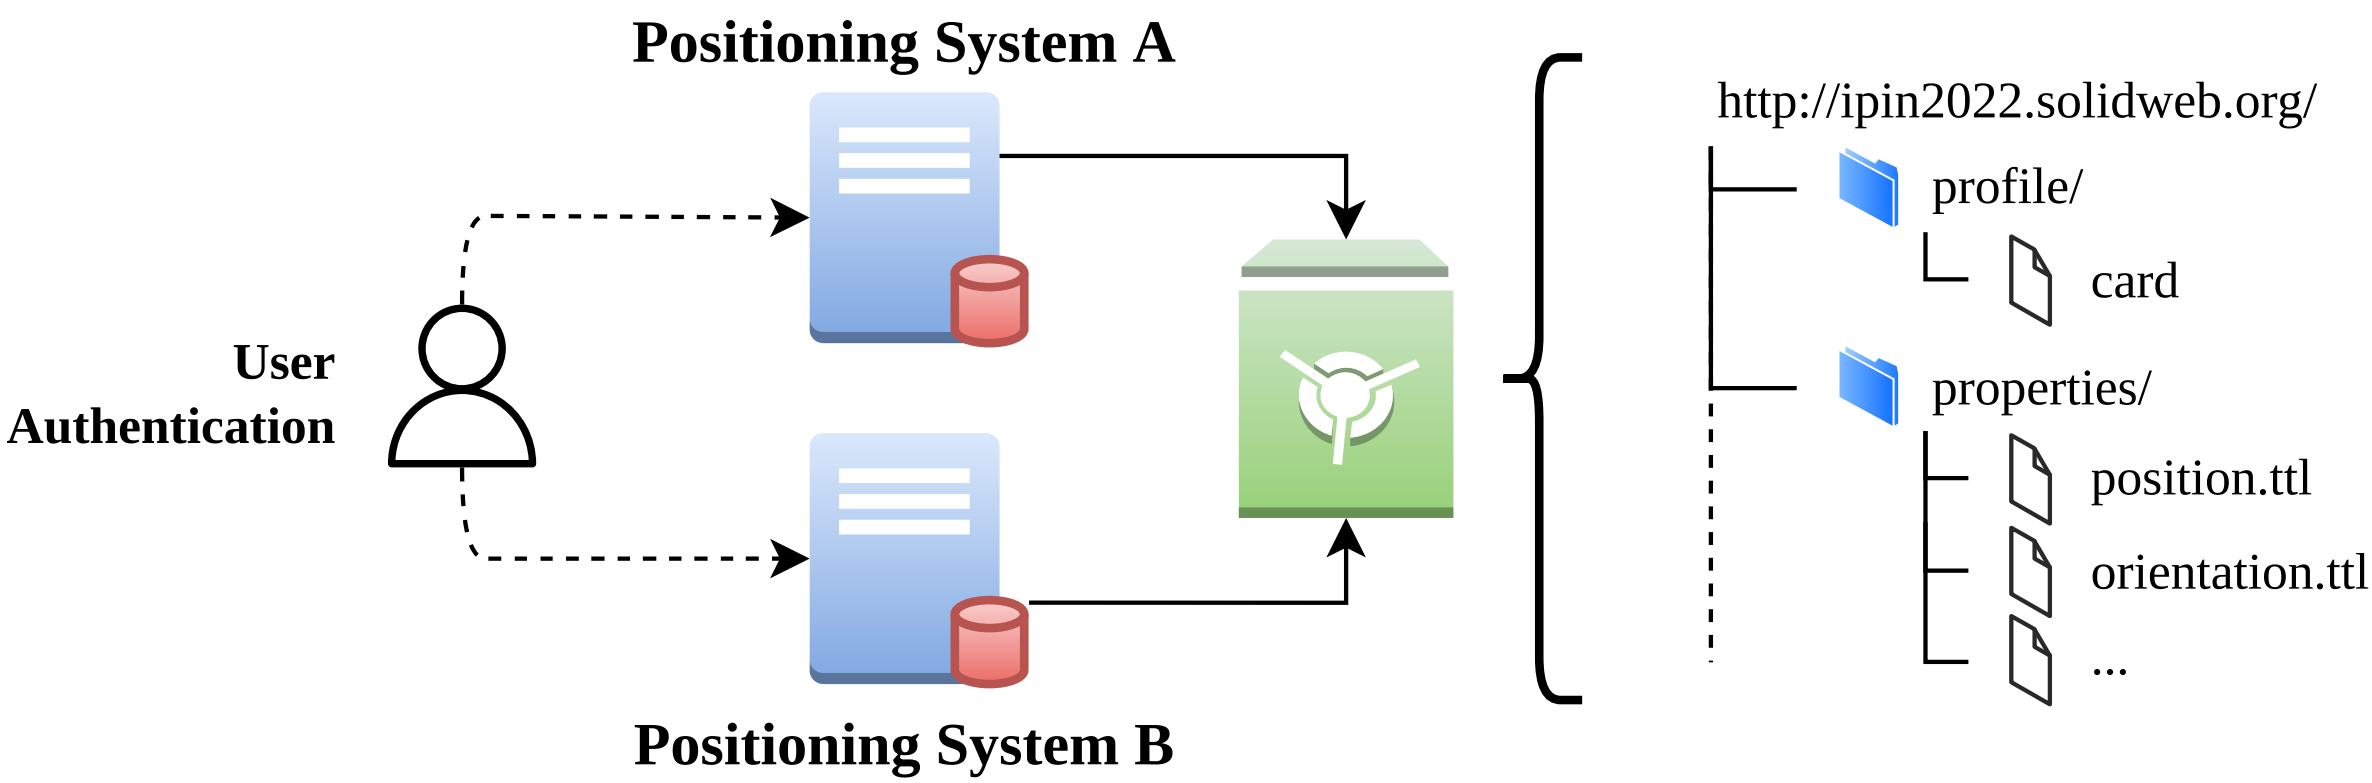 Positioning System A
User
Authentication
Positioning System B
http://ipin2022.solidweb.org/
profile/
card
properties/
position.ttl
orientation.ttl
...